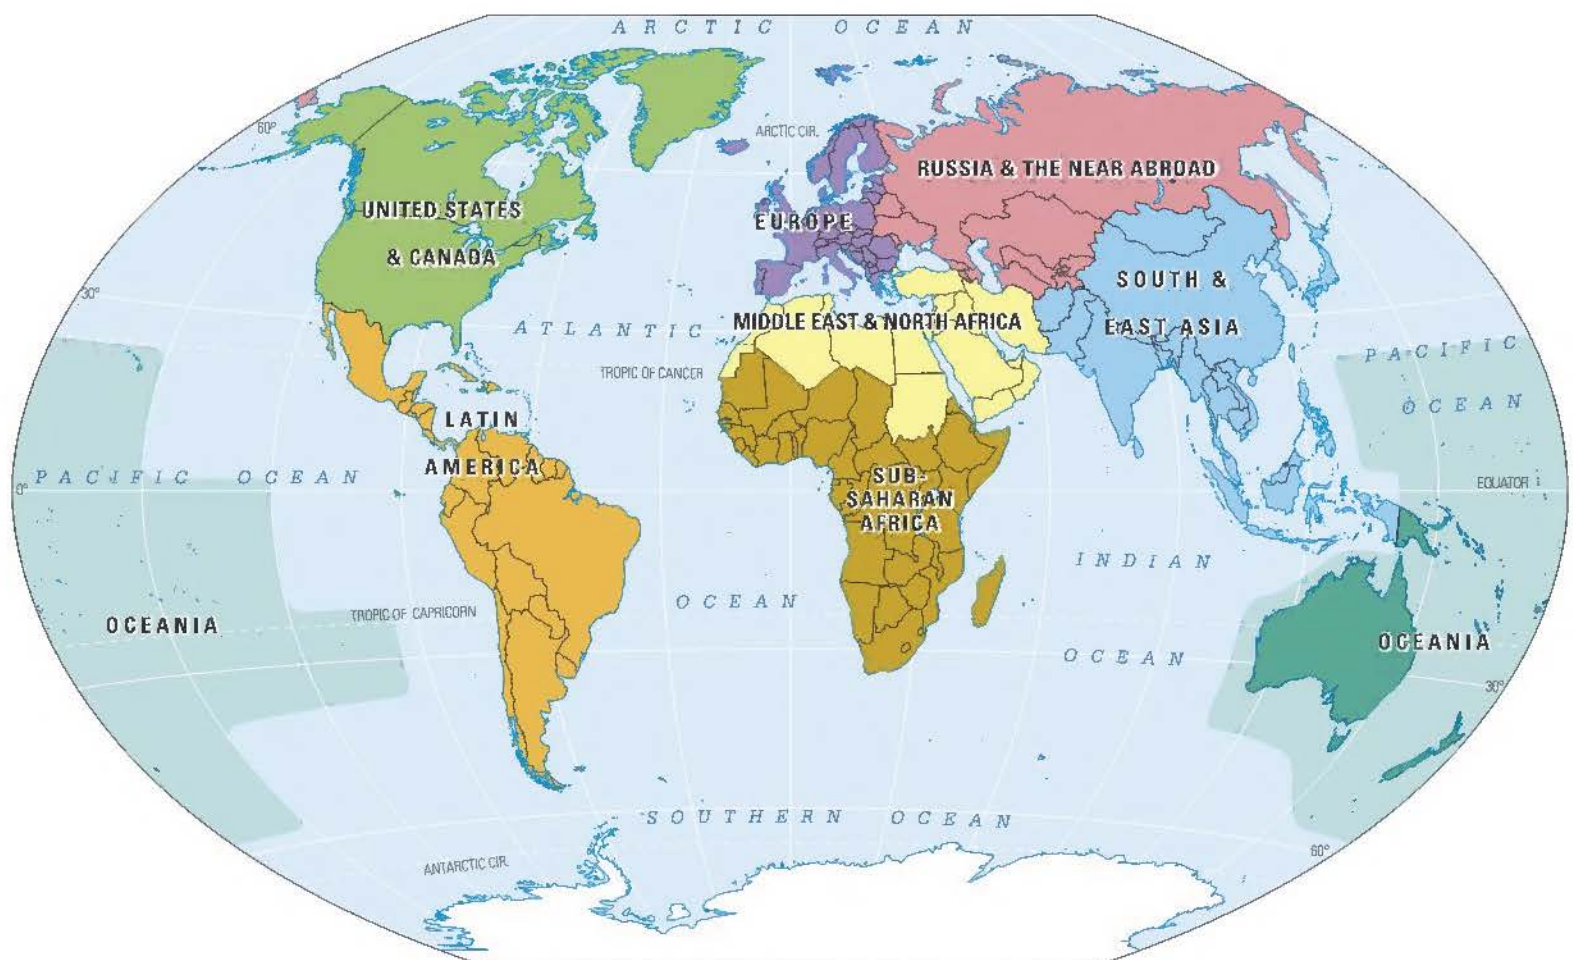 ARCTIC OCEAN
60°
ARCTIC CIR.
RUSSIA & THE NEAR ABROAD
UNITED STATES
& CANADA
EUROPE
SOUTH &
EAST ASIA
30°
ATLANTIC
MIDDLE EAST & NORTH AFRICA
PACIFIC
OCEAN
TROPIC OF CANCER
LATIN
AMERICA
PACIFIC OCEAN
0°
SUB-
SAHARAN
AFRICA
EQUATOR
INDIAN
OCEAN
OCEAN
TROPIC OF CAPRICORN
OCEANIA
OCEANIA
30°
SOUTHERN OCEAN
ANTARCTIC CIR.
60°